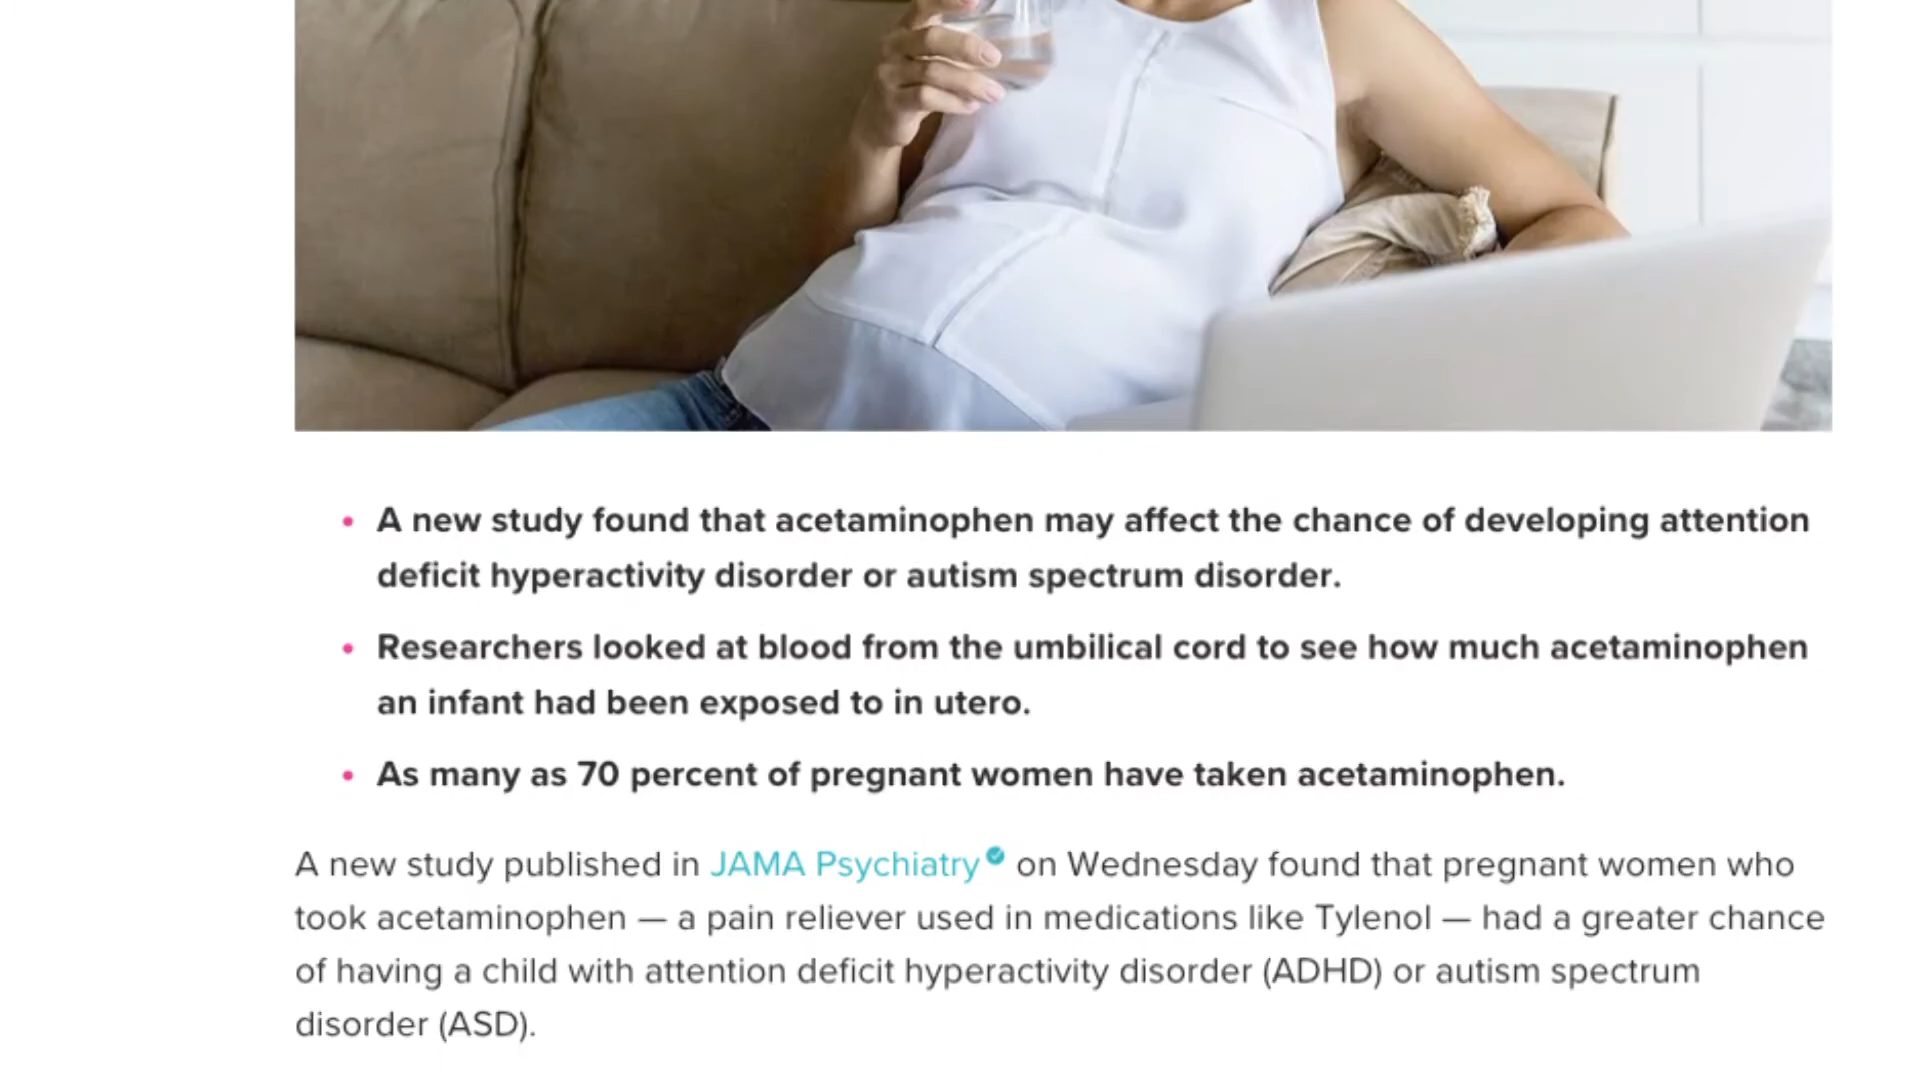 A new study found that acetaminophen may affect the chance of developing attention
deficit hyperactivity disorder or autism spectrum disorder.
Researchers looked at blood from the umbilical cord to see how much acetaminophen
an infant had been exposed to in utero.
As many as 70 percent of pregnant women have taken acetaminophen.
A new study published in JAMA Psychiatry on Wednesday found that pregnant women who
took acetaminophen — a pain reliever used in medications like Tylenol — had a greater chance
of having a child with attention deficit hyperactivity disorder (ADHD) or autism spectrum
disorder (ASD).